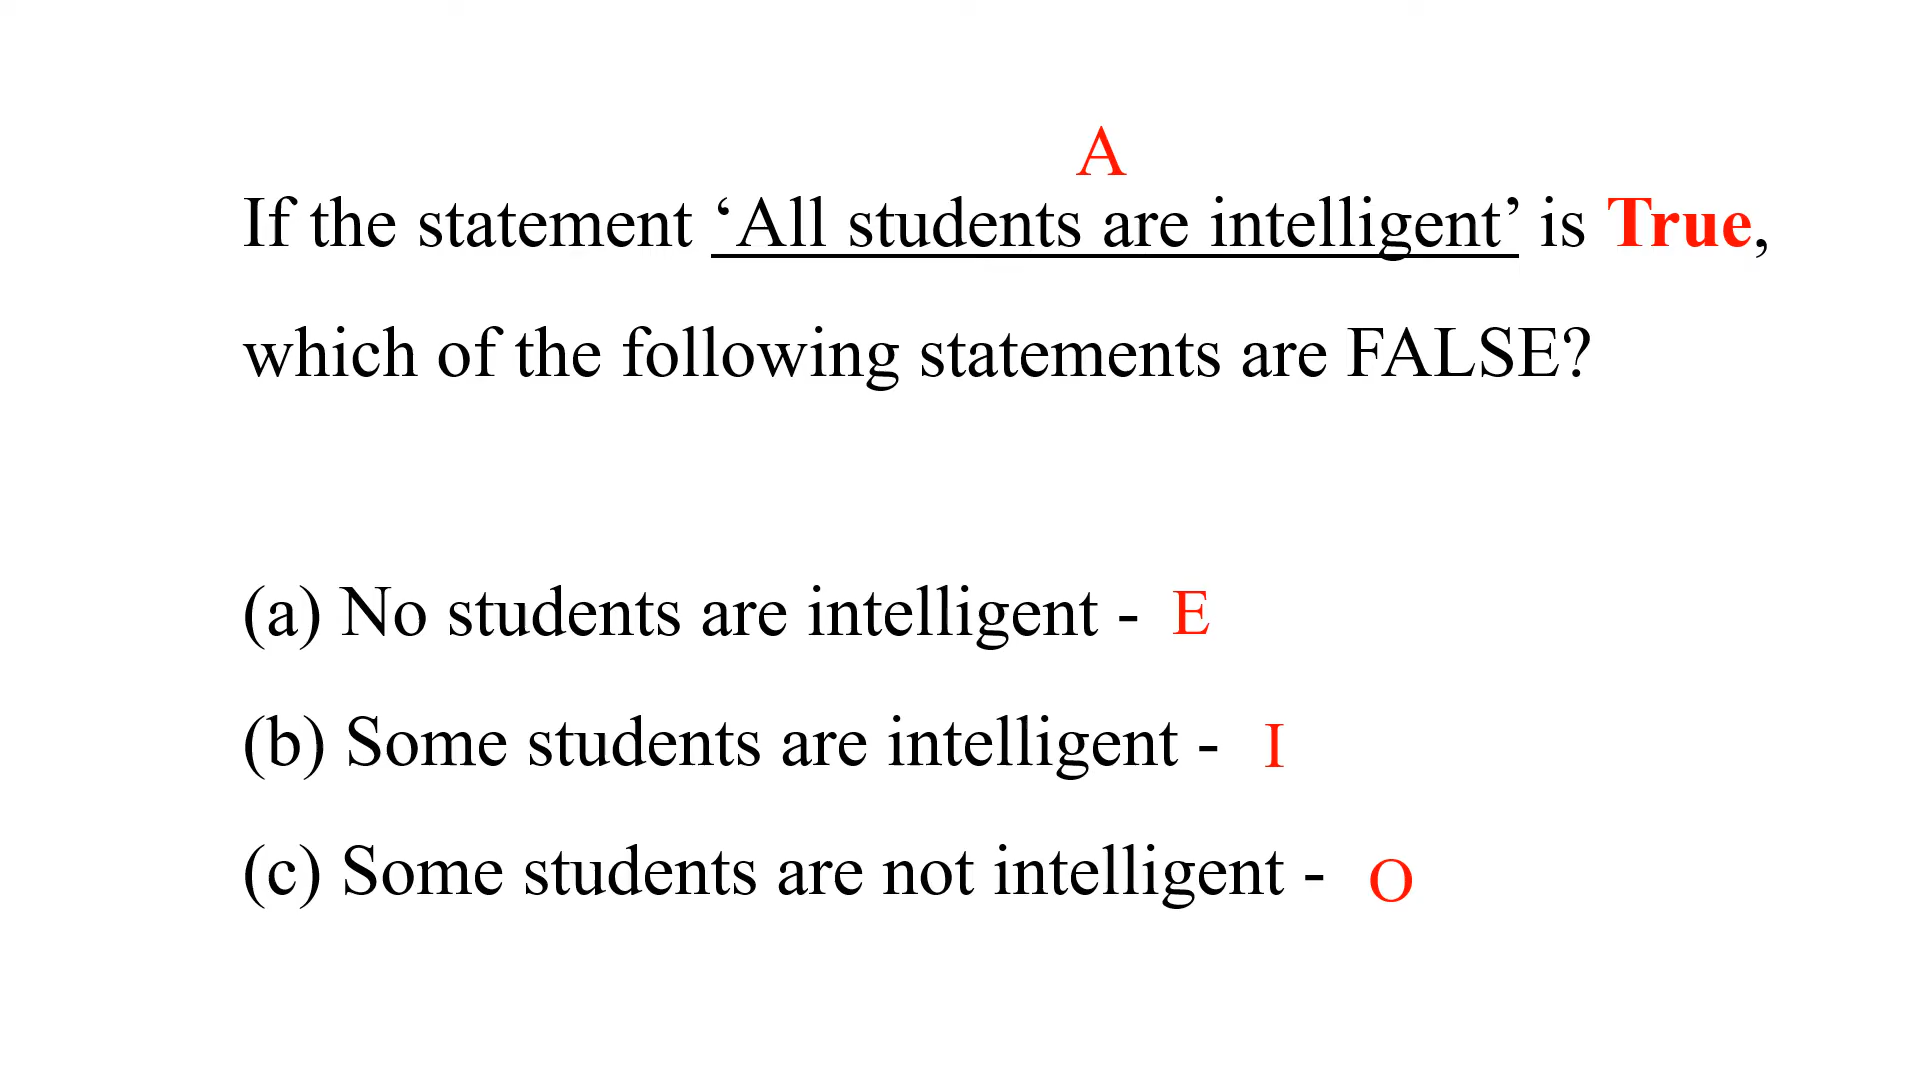 A
If the statement ‘All students are intelligent’ is True,
which of the following statements are FALSE?
(a) No students are intelligent - E
(b) Some students are intelligent - I
(c) Some students are not intelligent - O